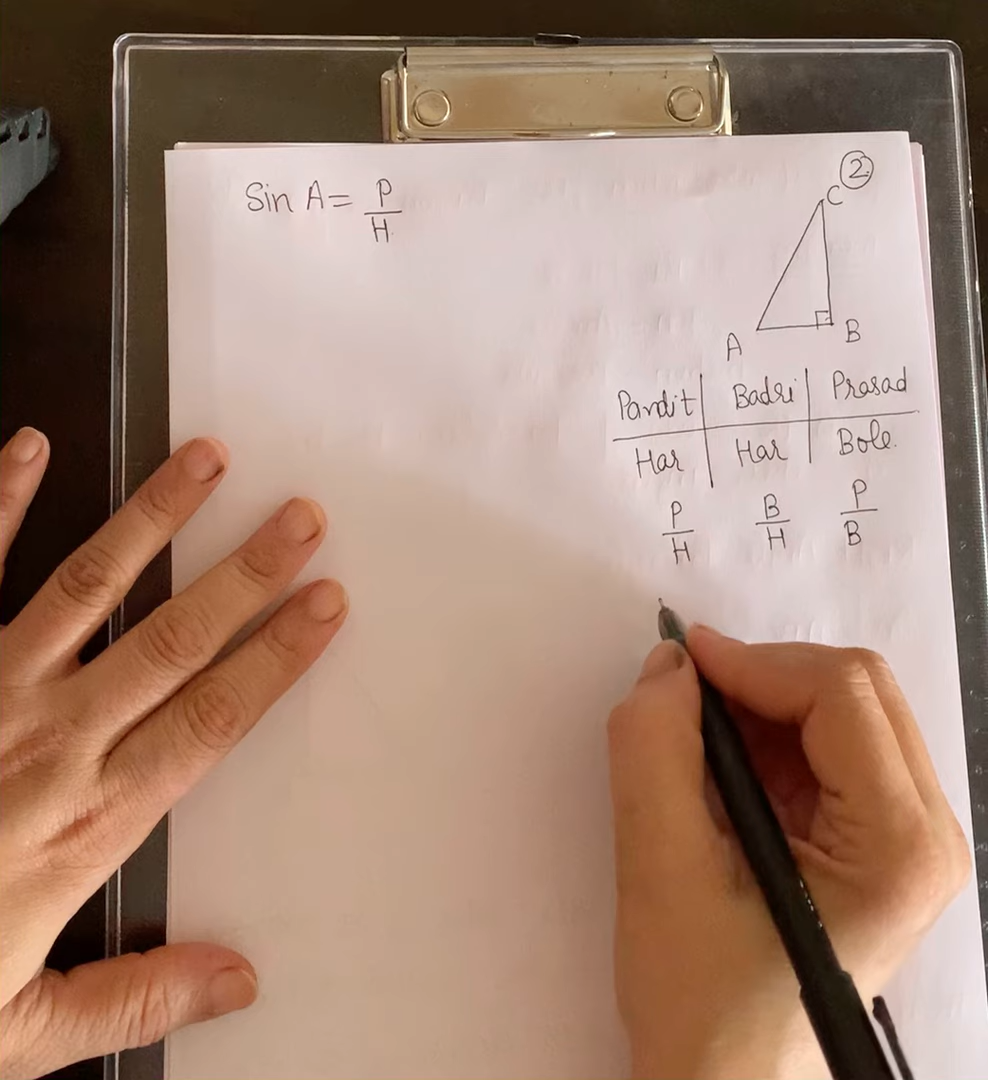 Sin A = P/H
②
C
A B
Pandit | Badri | Prasad
Har | Har | Bole.
P/H B/H P/B